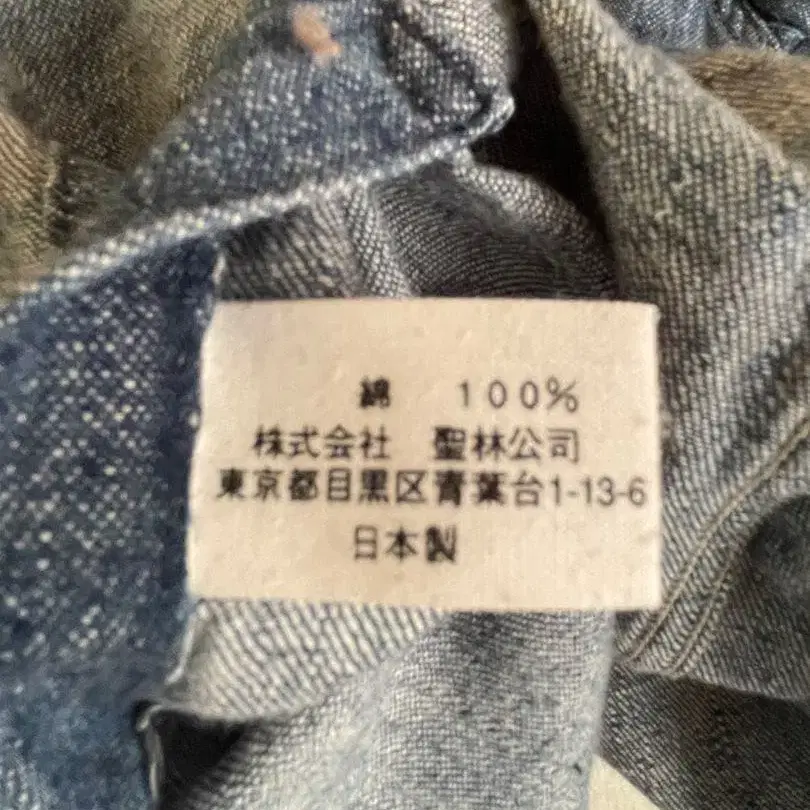 綿　100%
株式会社　聖林公司
東京都目黒区青葉台1-13-6
日本製